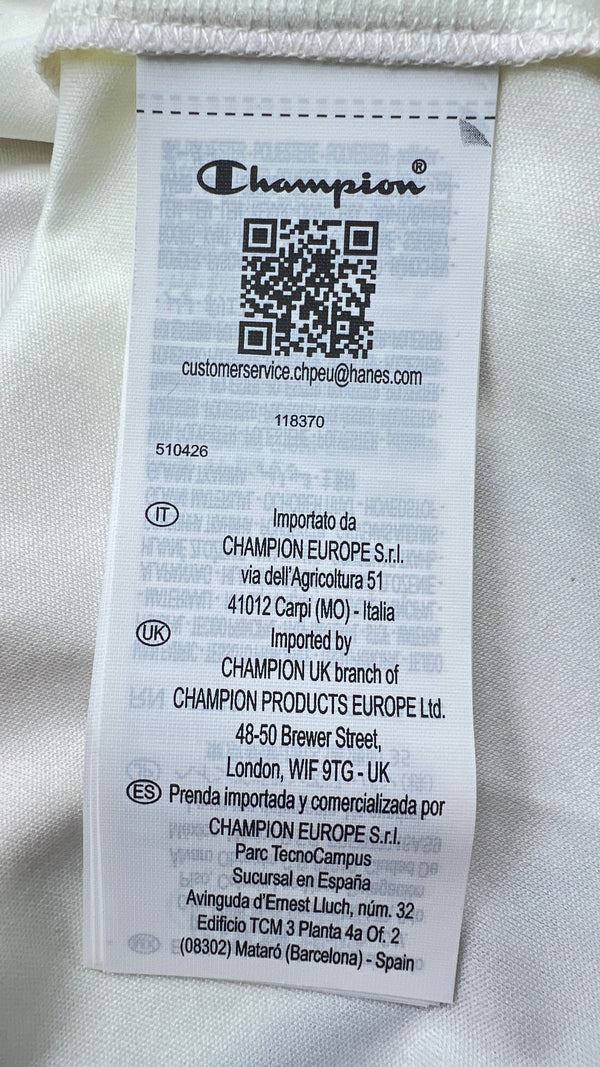 Champion®
customerservice.chpeu@hanes.com
118370
510426
IT Importato da
CHAMPION EUROPE S.r.l.
via dell'Agricoltura 51
41012 Carpi (MO) - Italia
UK Imported by
CHAMPION UK branch of
CHAMPION PRODUCTS EUROPE Ltd.
48-50 Brewer Street,
London, WIF 9TG - UK
ES Prenda importada y comercializada por
CHAMPION EUROPE S.r.l.
Parc TecnoCampus
Sucursal en España
Avinguda d'Ernest Lluch, núm. 32
Edificio TCM 3 Planta 4a Of. 2
(08302) Mataró (Barcelona) - Spain